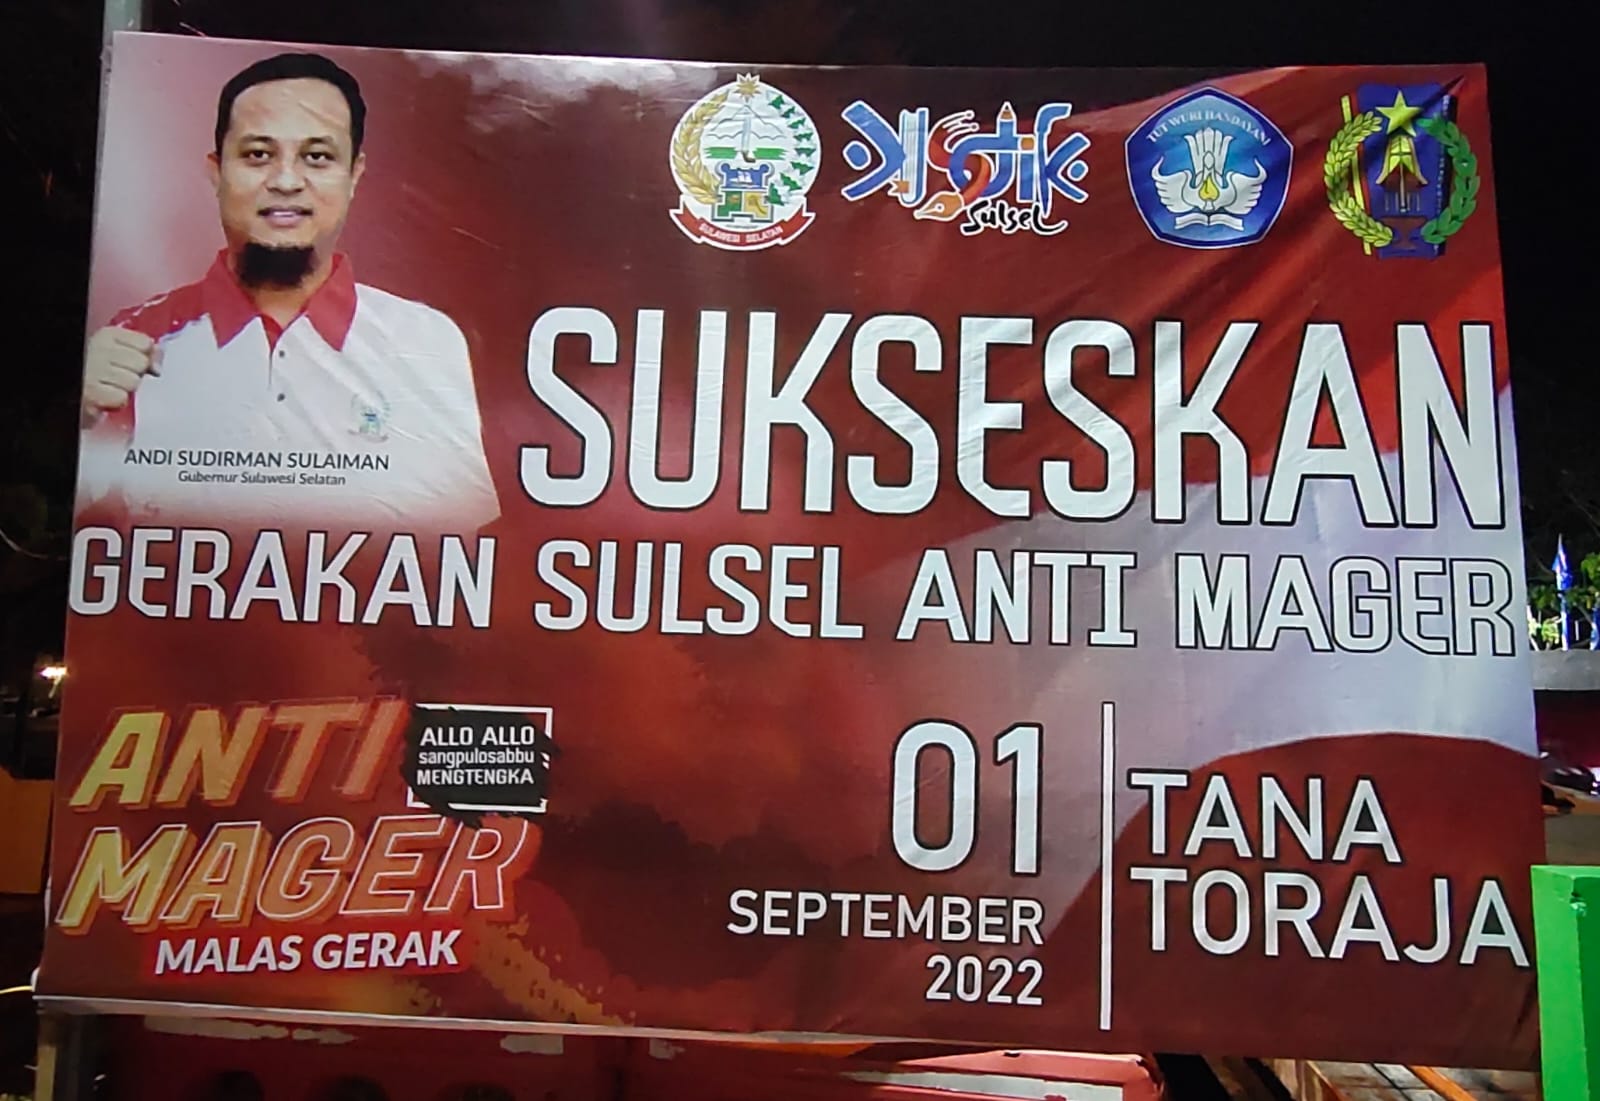 SULAWESI SELATAN
Sulsel
TUT WURI HANDAYANI
ANDI SUDIRMAN SULAIMAN
Gubernur Sulawesi Selatan
SUKSESKAN
GERAKAN SULSEL ANTI MAGER
ANTI
MAGER
MALAS GERAK
ALLO ALLO
sangpulosabbu
MENGTENGKA
01
SEPTEMBER
2022
TANA
TORAJA